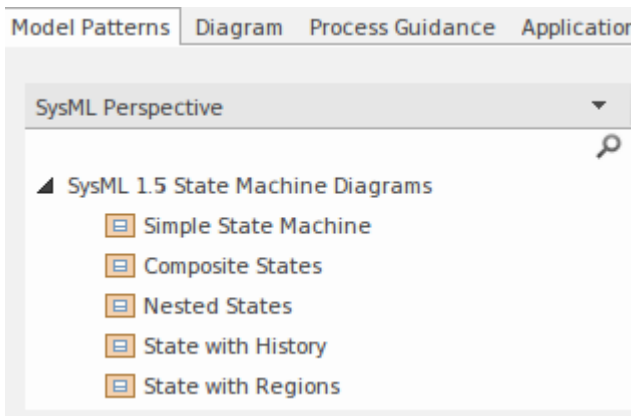 Model Patterns Diagram Process Guidance Application
SysML Perspective
SysML 1.5 State Machine Diagrams
Simple State Machine
Composite States
Nested States
State with History
State with Regions